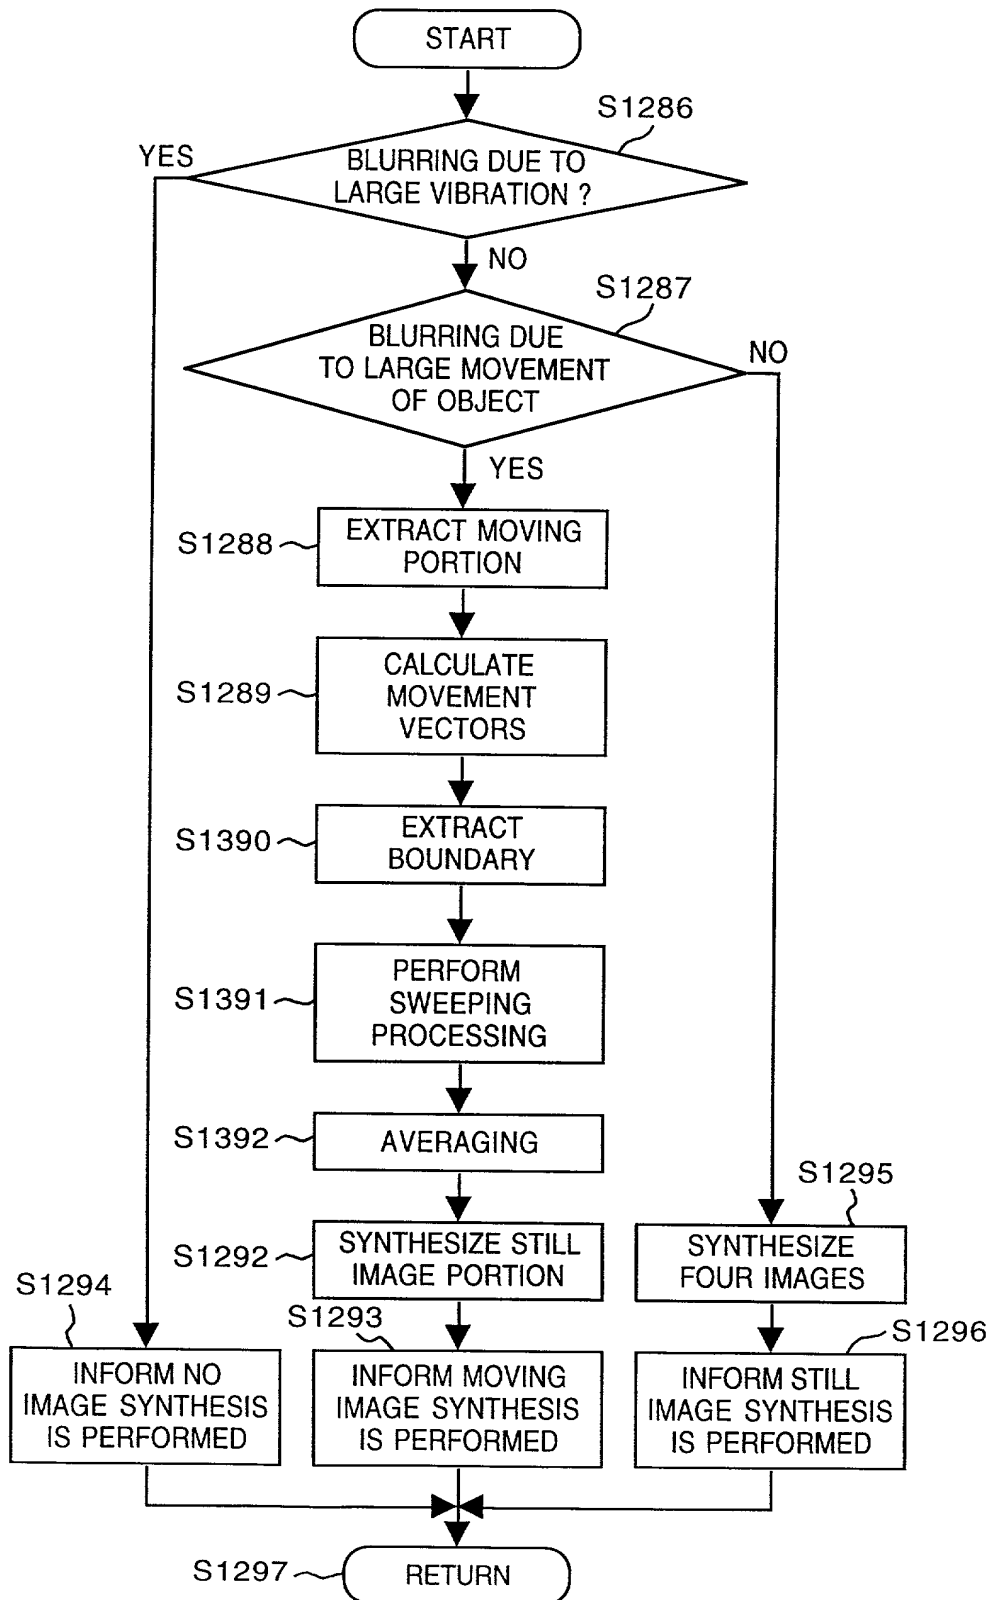 START
S1286
YES
BLURRING DUE TO
LARGE VIBRATION ?
NO
S1287
BLURRING DUE
TO LARGE MOVEMENT
OF OBJECT
NO
YES
S1288
EXTRACT MOVING
PORTION
S1289
CALCULATE
MOVEMENT
VECTORS
S1390
EXTRACT
BOUNDARY
S1391
PERFORM
SWEEPING
PROCESSING
S1392
AVERAGING
S1292
SYNTHESIZE STILL
IMAGE PORTION
S1295
SYNTHESIZE
FOUR IMAGES
S1294
INFORM NO
IMAGE SYNTHESIS
IS PERFORMED
S1293
INFORM MOVING
IMAGE SYNTHESIS
IS PERFORMED
S1296
INFORM STILL
IMAGE SYNTHESIS
IS PERFORMED
S1297
RETURN